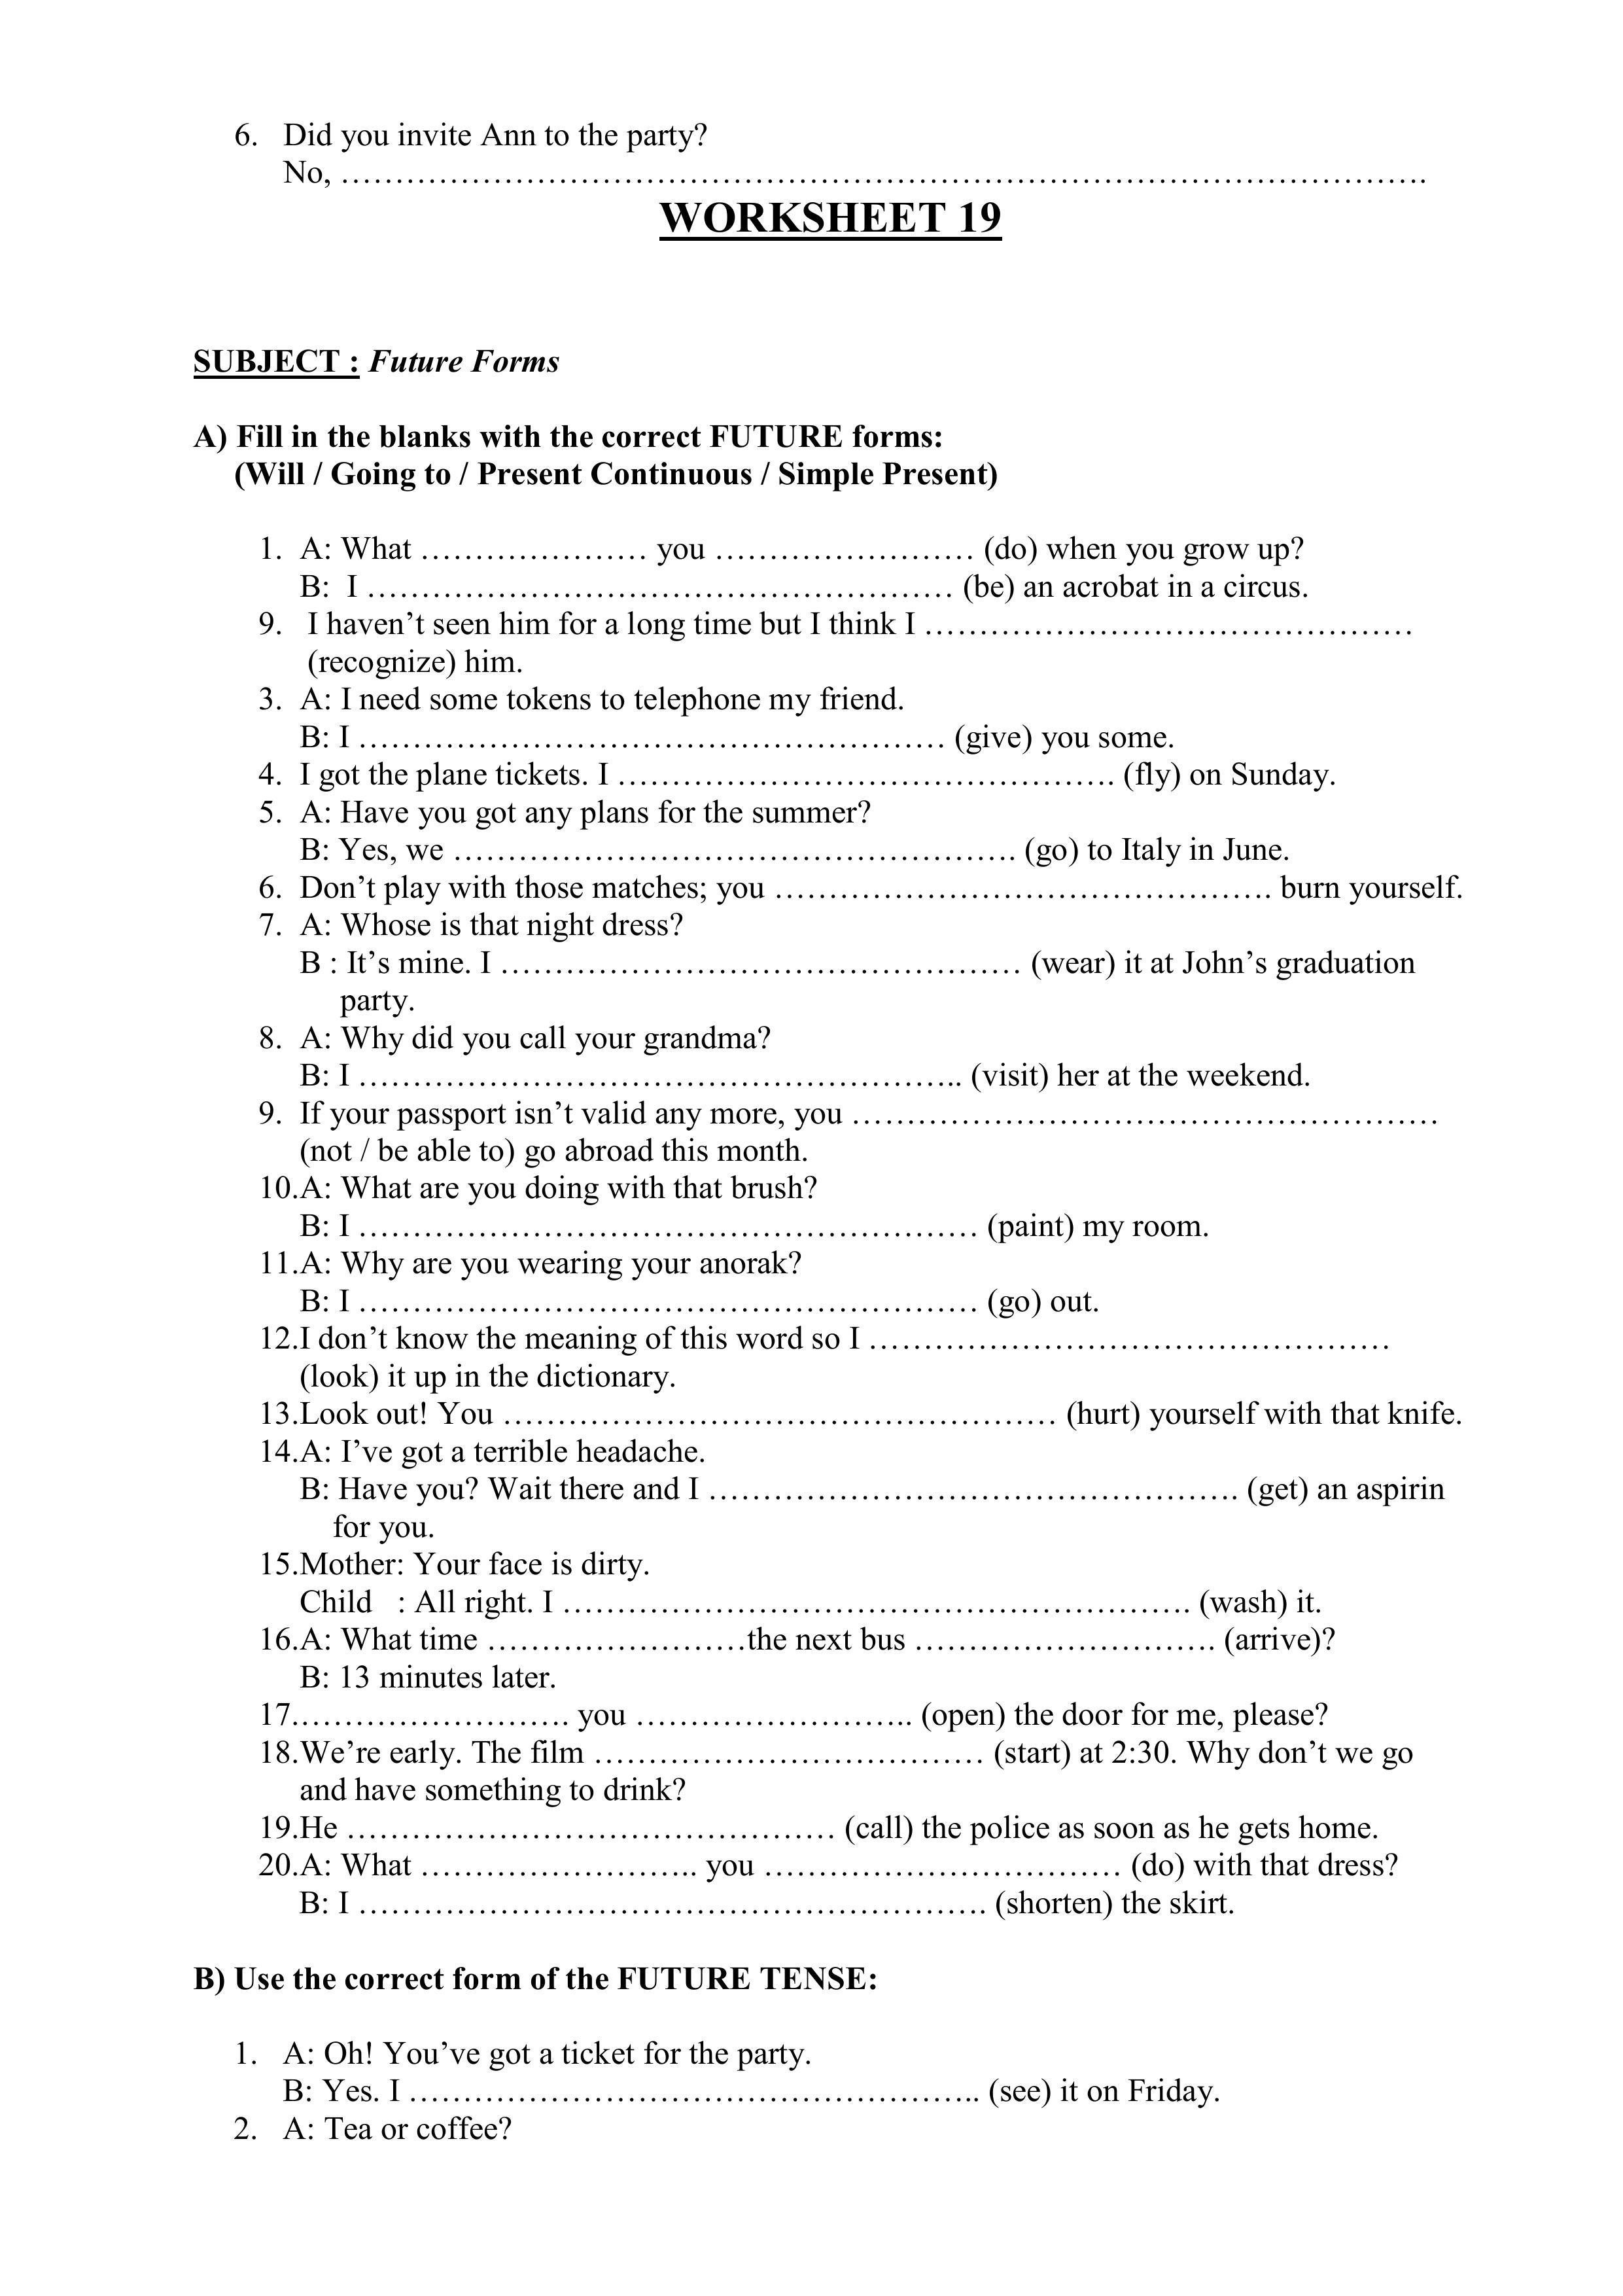 6. Did you invite Ann to the party?
No, ………………………………………………………………………………………….
WORKSHEET 19
SUBJECT : Future Forms
A) Fill in the blanks with the correct FUTURE forms:
(Will / Going to / Present Continuous / Simple Present)
1. A: What ………………… you …………………… (do) when you grow up?
B: I ……………………………………………… (be) an acrobat in a circus.
9. I haven’t seen him for a long time but I think I ………………………………………
(recognize) him.
3. A: I need some tokens to telephone my friend.
B: I ……………………………………………… (give) you some.
4. I got the plane tickets. I ………………………………………. (fly) on Sunday.
5. A: Have you got any plans for the summer?
B: Yes, we ……………………………………………. (go) to Italy in June.
6. Don’t play with those matches; you ………………………………………. burn yourself.
7. A: Whose is that night dress?
B : It’s mine. I ………………………………………… (wear) it at John’s graduation
party.
8. A: Why did you call your grandma?
B: I ……………………………………………….. (visit) her at the weekend.
9. If your passport isn’t valid any more, you ………………………………………………
(not / be able to) go abroad this month.
10.A: What are you doing with that brush?
B: I ………………………………………………… (paint) my room.
11.A: Why are you wearing your anorak?
B: I ………………………………………………… (go) out.
12.I don’t know the meaning of this word so I …………………………………………
(look) it up in the dictionary.
13.Look out! You …………………………………………… (hurt) yourself with that knife.
14.A: I’ve got a terrible headache.
B: Have you? Wait there and I …………………………………………. (get) an aspirin
for you.
15.Mother: Your face is dirty.
Child : All right. I …………………………………………………. (wash) it.
16.A: What time ……………………the next bus ………………………. (arrive)?
B: 13 minutes later.
17.……………………. you …………………….. (open) the door for me, please?
18.We’re early. The film ……………………………… (start) at 2:30. Why don’t we go
and have something to drink?
19.He ……………………………………… (call) the police as soon as he gets home.
20.A: What …………………….. you …………………………… (do) with that dress?
B: I …………………………………………………. (shorten) the skirt.
B) Use the correct form of the FUTURE TENSE:
1. A: Oh! You’ve got a ticket for the party.
B: Yes. I …………………………………………….. (see) it on Friday.
2. A: Tea or coffee?